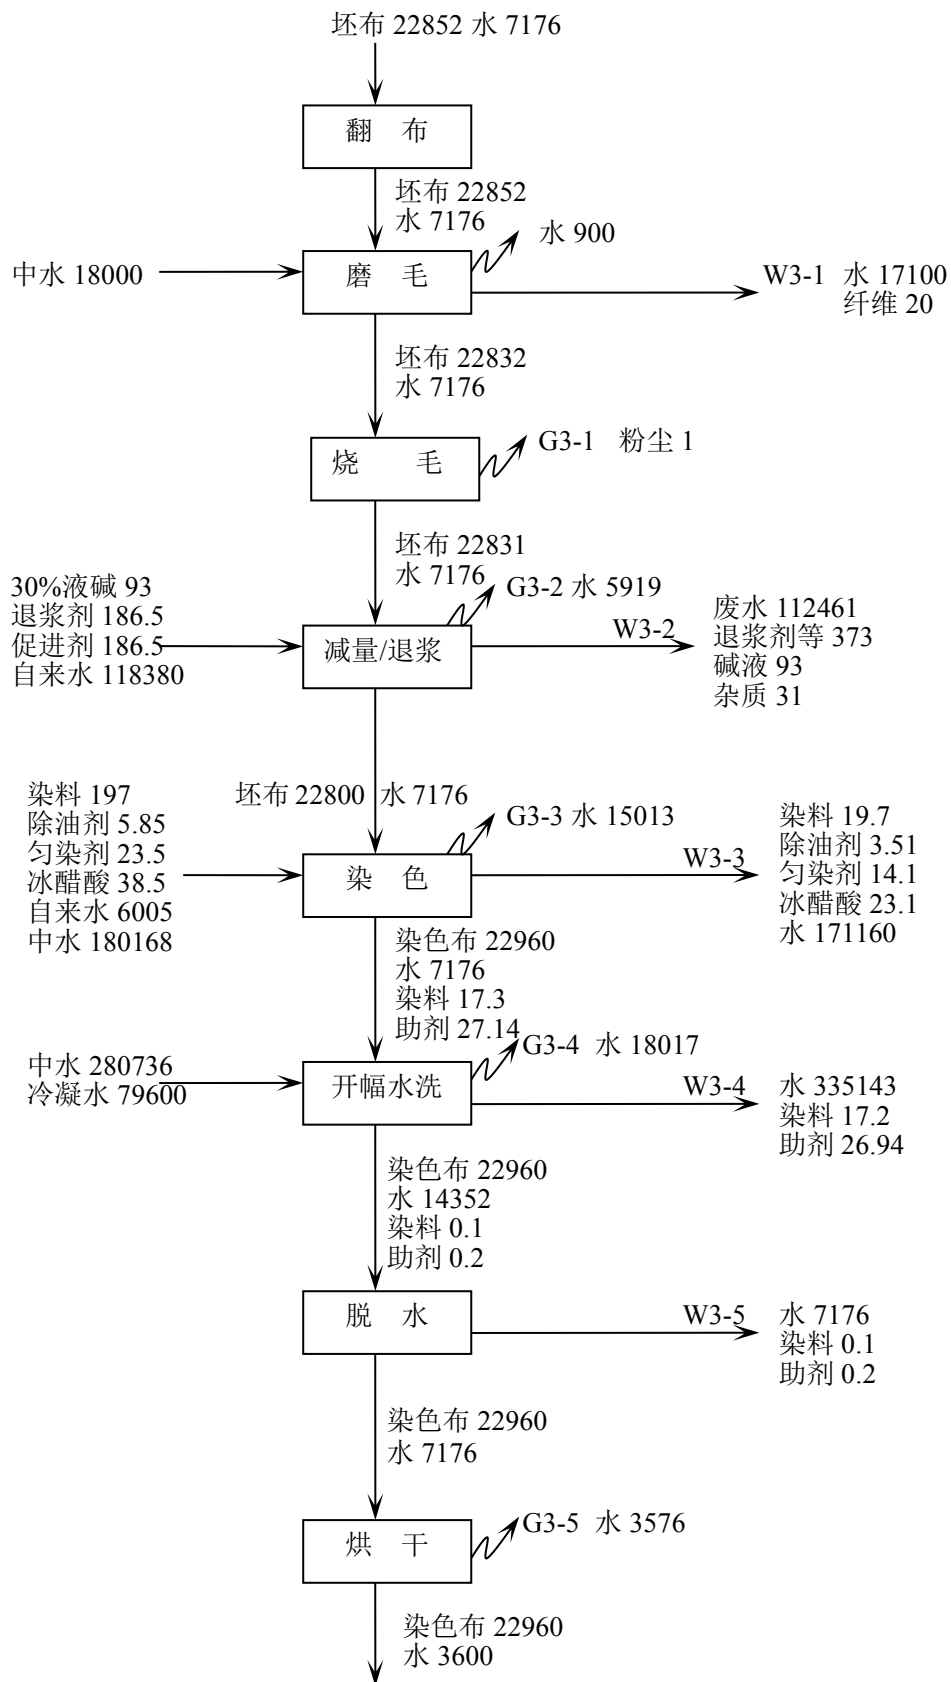 坯布 22852 水 7176
翻 布
坯布 22852
水 7176
水 900
中水 18000
磨 毛
W3-1 水 17100
纤维 20
坯布 22832
水 7176
烧 毛
G3-1 粉尘 1
坯布 22831
水 7176
30%液碱 93
退浆剂 186.5
促进剂 186.5
自来水 118380
减量/退浆
G3-2 水 5919
W3-2
废水 112461
退浆剂等 373
碱液 93
杂质 31
坯布 22800 水 7176
染料 197
除油剂 5.85
匀染剂 23.5
冰醋酸 38.5
自来水 6005
中水 180168
染 色
G3-3 水 15013
W3-3
染料 19.7
除油剂 3.51
匀染剂 14.1
冰醋酸 23.1
水 171160
染色布 22960
水 7176
染料 17.3
助剂 27.14
中水 280736
冷凝水 79600
开幅水洗
G3-4 水 18017
W3-4
水 335143
染料 17.2
助剂 26.94
染色布 22960
水 14352
染料 0.1
助剂 0.2
脱 水
W3-5
水 7176
染料 0.1
助剂 0.2
染色布 22960
水 7176
烘 干
G3-5 水 3576
染色布 22960
水 3600